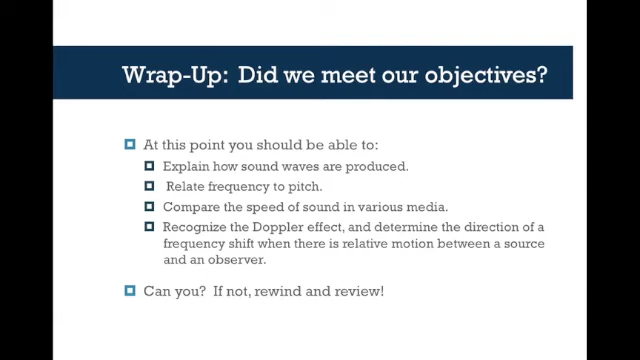 Wrap-Up: Did we meet our objectives?
At this point you should be able to:
Explain how sound waves are produced.
Relate frequency to pitch.
Compare the speed of sound in various media.
Recognize the Doppler effect, and determine the direction of a
frequency shift when there is relative motion between a source
and an observer.
Can you? If not, rewind and review!